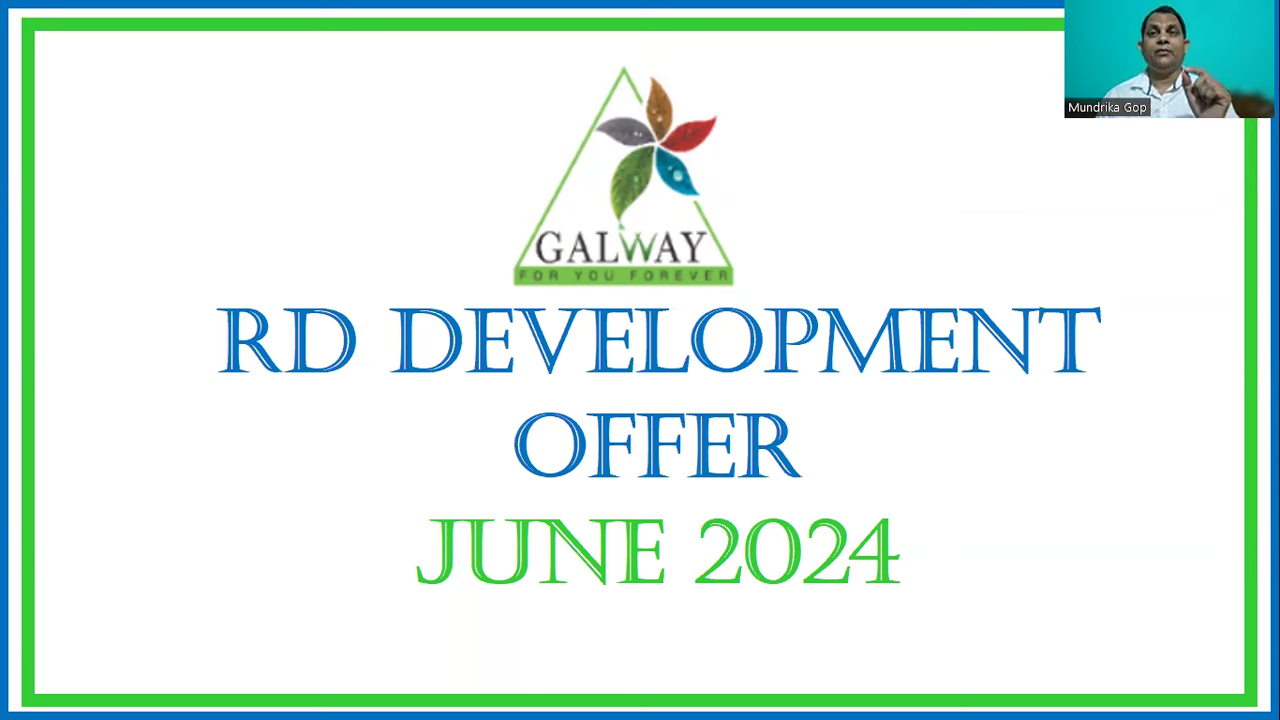 Mundrika Gop
GALWAY
FOR YOU FOREVER
RD DEVELOPMENT
OFFER
JUNE 2024